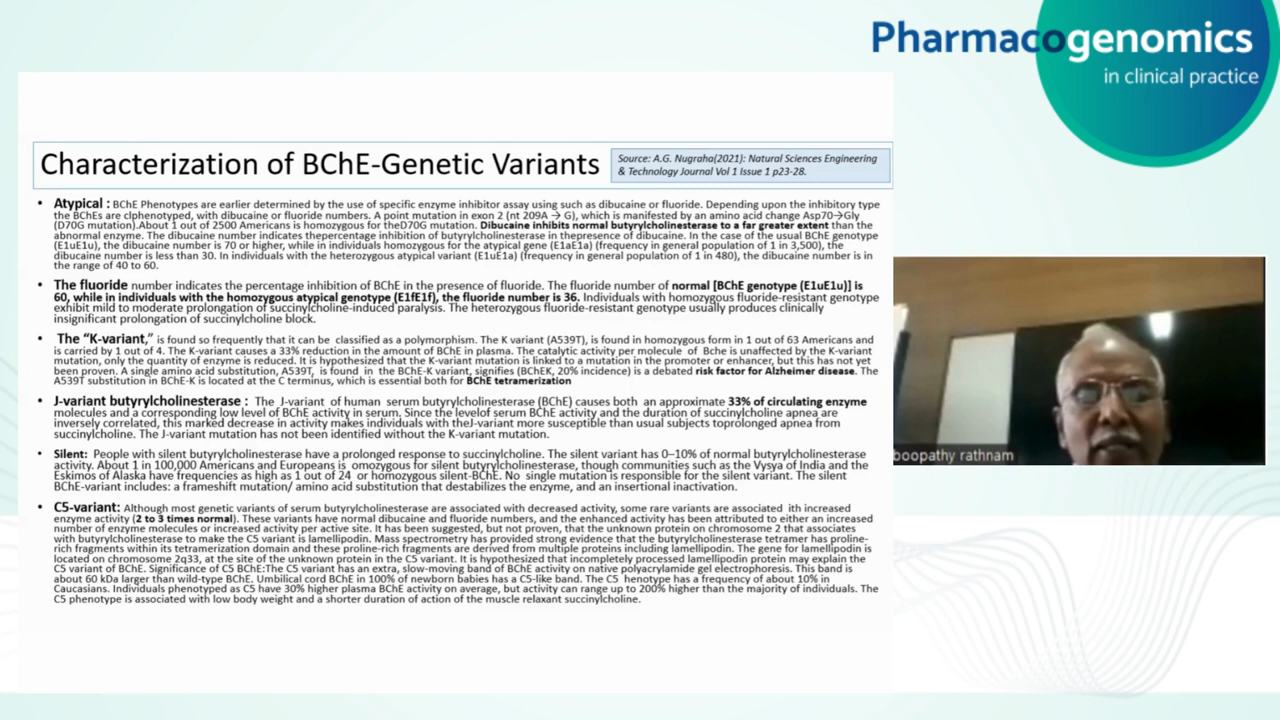 Pharmacogenomics
in clinical practice
Characterization of BChE-Genetic Variants
Source: A.G. Nugraha(2021): Natural Sciences Engineering
& Technology Journal Vol 1 Issue 1 p23-28.
• Atypical : BChE Phenotypes are earlier determined by the use of specific enzyme inhibitor assay using such as dibucaine or fluoride. Depending upon the inhibitory type
the BChEs are clphenotyped, with dibucaine or fluoride numbers. A point mutation in exon 2 (nt 209A → G), which is manifested by an amino acid change Asp70→Gly
(D70G mutation).About 1 out of 2500 Americans is homozygous for theD70G mutation. Dibucaine inhibits normal butyrylcholinesterase to a far greater extent than the
abnormal enzyme. The dibucaine number indicates thepercentage inhibition of butyrylcholinesterase in thepresence of dibucaine. In the case of the usual BChE genotype
(E1uE1u), the dibucaine number is 70 or higher, while in individuals homozygous for the atypical gene (E1aE1a) (frequency in general population of 1 in 3,500), the
dibucaine number is less than 30. In individuals with the heterozygous atypical variant (E1uE1a) (frequency in general population of 1 in 480), the dibucaine number is in
the range of 40 to 60.
• The fluoride number indicates the percentage inhibition of BChE in the presence of fluoride. The fluoride number of normal [BChE genotype (E1uE1u)] is
60, while in individuals with the homozygous atypical genotype (E1fE1f), the fluoride number is 36. Individuals with homozygous fluoride-resistant genotype
exhibit mild to moderate prolongation of succinylcholine-induced paralysis. The heterozygous fluoride-resistant genotype usually produces clinically
insignificant prolongation of succinylcholine block.
• The “K-variant,” is found so frequently that it can be classified as a polymorphism. The K variant (A539T), is found in homozygous form in 1 out of 63 Americans and
is carried by 1 out of 4. The K-variant causes a 33% reduction in the amount of BChE in plasma. The catalytic activity per molecule of Bche is unaffected by the K-variant
mutation, only the quantity of enzyme is reduced. It is hypothesized that the K-variant mutation is linked to a mutation in the promoter or enhancer, but this has not yet
been proven. A single amino acid substitution, A539T, is found in the BChE-K variant, signifies (BChEK, 20% incidence) is a debated risk factor for Alzheimer disease. The
A539T substitution in BChE-K is located at the C terminus, which is essential both for BChE tetramerization
• J-variant butyrylcholinesterase : The J-variant of human serum butyrylcholinesterase (BChE) causes both an approximate 33% of circulating enzyme
molecules and a corresponding low level of BChE activity in serum. Since the levelof serum BChE activity and the duration of succinylcholine apnea are
inversely correlated, this marked decrease in activity makes individuals with theJ-variant more susceptible than usual subjects toprolonged apnea from
succinylcholine. The J-variant mutation has not been identified without the K-variant mutation.
• Silent: People with silent butyrylcholinesterase have a prolonged response to succinylcholine. The silent variant has 0–10% of normal butyrylcholinesterase
activity. About 1 in 100,000 Americans and Europeans is omozygous for silent butyrylcholinesterase, though communities such as the Vysya of India and the
Eskimos of Alaska have frequencies as high as 1 out of 24 or homozygous silent-BChE. No single mutation is responsible for the silent variant. The silent
BChE-variant includes: a frameshift mutation/ amino acid substitution that destabilizes the enzyme, and an insertional inactivation.
• C5-variant: Although most genetic variants of serum butyrylcholinesterase are associated with decreased activity, some rare variants are associated ith increased
enzyme activity (2 to 3 times normal). These variants have normal dibucaine and fluoride numbers, and the enhanced activity has been attributed to either an increased
number of enzyme molecules or increased activity per active site. It has been suggested, but not proven, that the unknown protein on chromosome 2 that associates
with butyrylcholinesterase to make the C5 variant is lamellipodin. Mass spectrometry has provided strong evidence that the butyrylcholinesterase tetramer has proline-
rich fragments within its tetramerization domain and these proline-rich fragments are derived from multiple proteins including lamellipodin. The gene for lamellipodin is
located on chromosome 2q33, at the site of the unknown protein in the C5 variant. It is hypothesized that incompletely processed lamellipodin protein may explain the
C5 variant of BChE. Significance of C5 BChE:The C5 variant has an extra, slow-moving band of BChE activity on native polyacrylamide gel electrophoresis. This band is
about 60 kDa larger than wild-type BChE. Umbilical cord BChE in 100% of newborn babies has a C5-like band. The C5 henotype has a frequency of about 10% in
Caucasians. Individuals phenotyped as C5 have 30% higher plasma BChE activity on average, but activity can range up to 200% higher than the majority of individuals. The
C5 phenotype is associated with low body weight and a shorter duration of action of the muscle relaxant succinylcholine.
boopathy rathnam